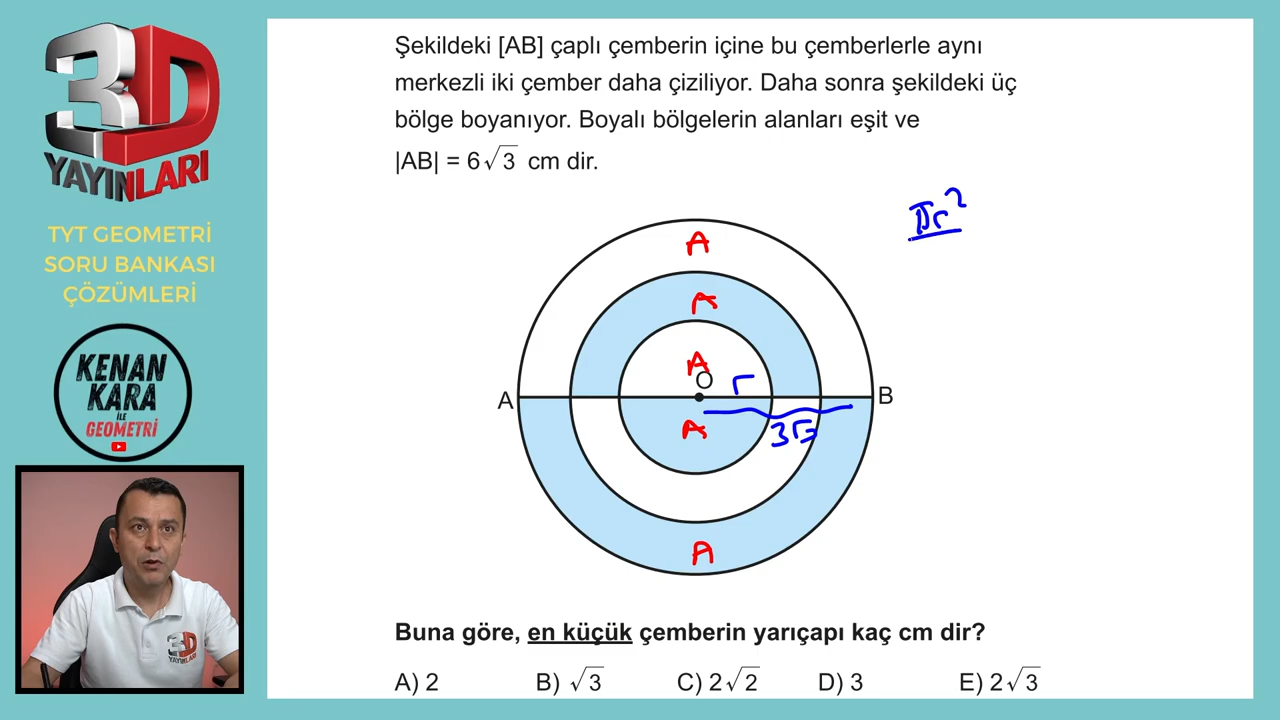 3D
YAYINLARI
TYT GEOMETRİ
SORU BANKASI
ÇÖZÜMLERİ
KENAN
KARA
İLE
GEOMETRİ
3D
YAYINLARI
Şekildeki [AB] çaplı çemberin içine bu çemberlerle aynı
merkezli iki çember daha çiziliyor. Daha sonra şekildeki üç
bölge boyanıyor. Boyalı bölgelerin alanları eşit ve
|AB| = 6√3 cm dir.
πr²
A
A
A
O
r
A
B
A
3√3
A
Buna göre, en küçük çemberin yarıçapı kaç cm dir?
A) 2 B) √3 C) 2√2 D) 3 E) 2√3